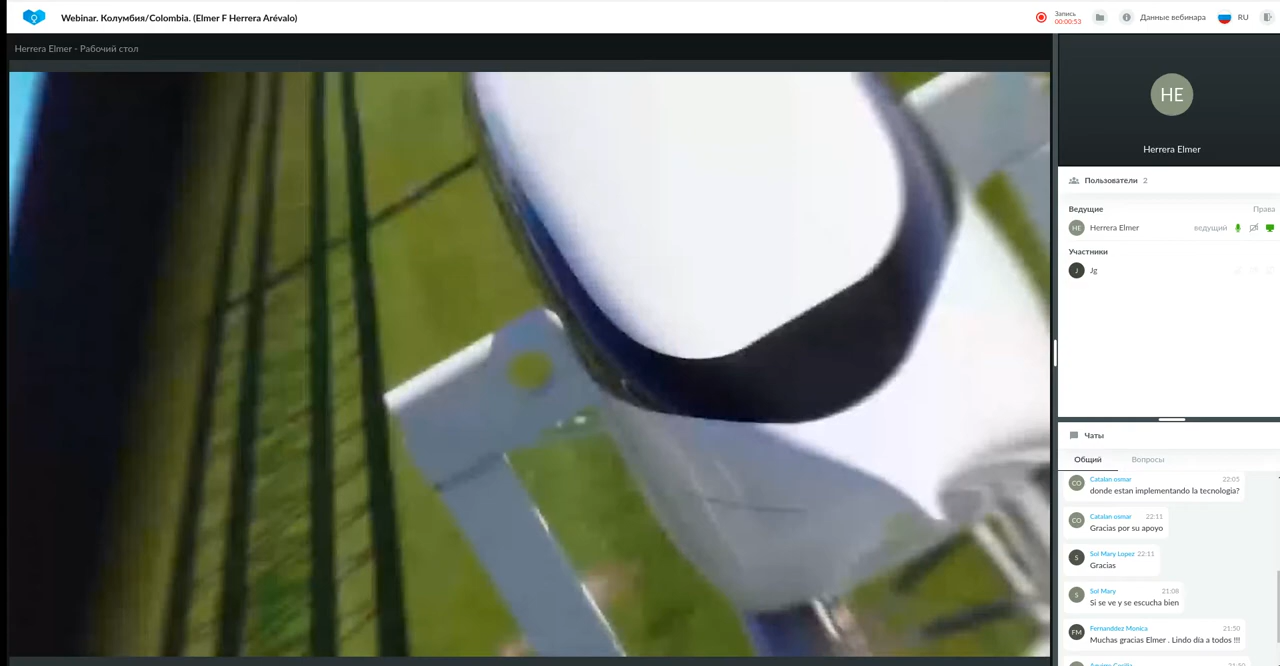 Webinar. Колумбия/Colombia. (Elmer F Herrera Arévalo)
Запись
00:00:53
Данные вебинара
RU
Herrera Elmer - Рабочий стол
HE
Herrera Elmer
Пользователи 2
Ведущие Права
HE Herrera Elmer ведущий
Участники
J Jg
Чаты
Общий Вопросы
CO Catalan osmar 22:05
donde estan implementando la tecnologia?
CO Catalan osmar 22:11
Gracias por su apoyo
S Sol Mary Lopez 22:11
Gracias
S Sol Mary 21:08
Si se ve y se escucha bien
FM Fernanddez Monica 21:50
Muchas gracias Elmer . Lindo día a todos !!!